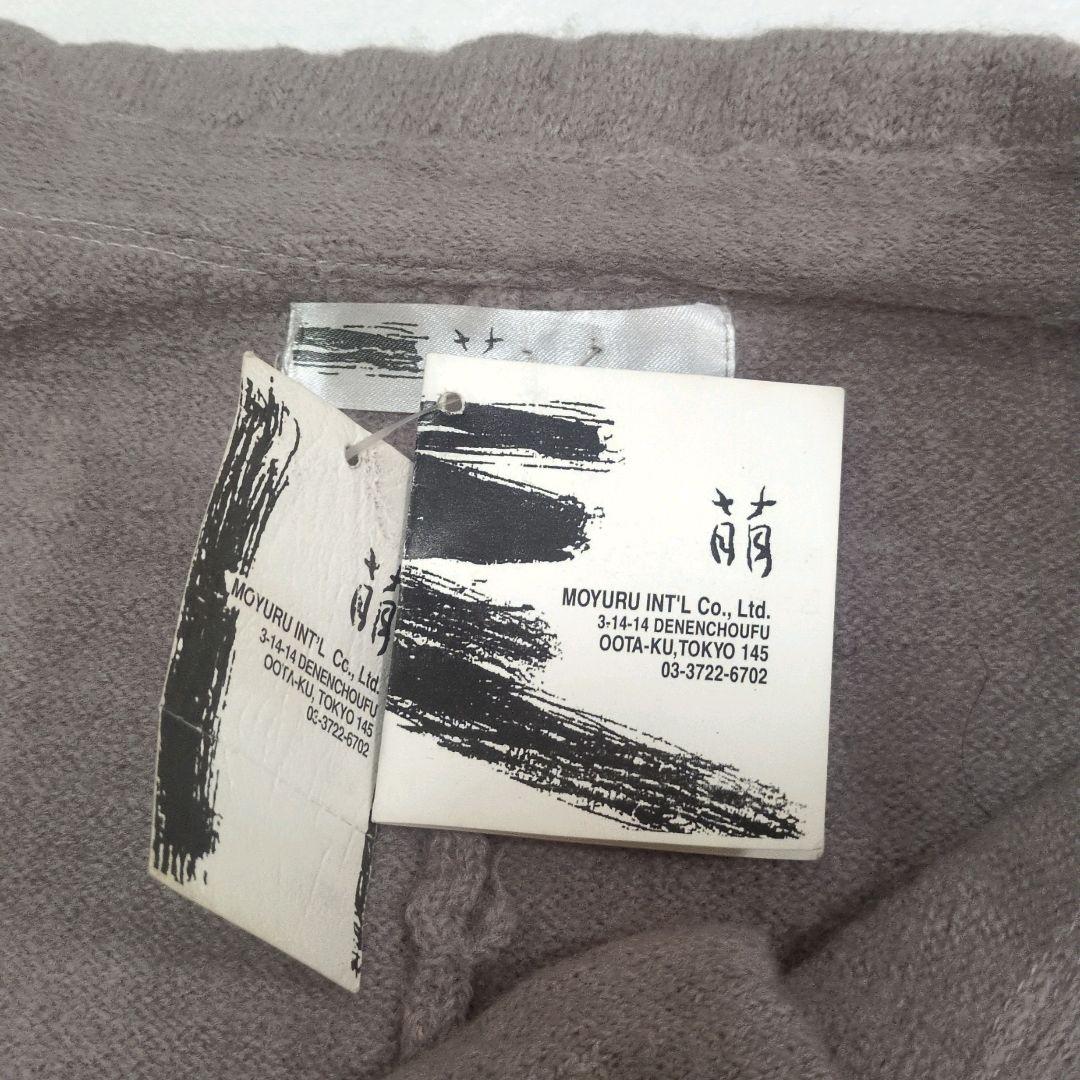 萌
MOYURU INT'L Co., Ltd.
3-14-14 DENENCHOUFU
OOTA-KU, TOKYO 145
03-3722-6702
萌
MOYURU INT'L Co., Ltd.
3-14-14 DENENCHOUFU
OOTA-KU,TOKYO 145
03-3722-6702